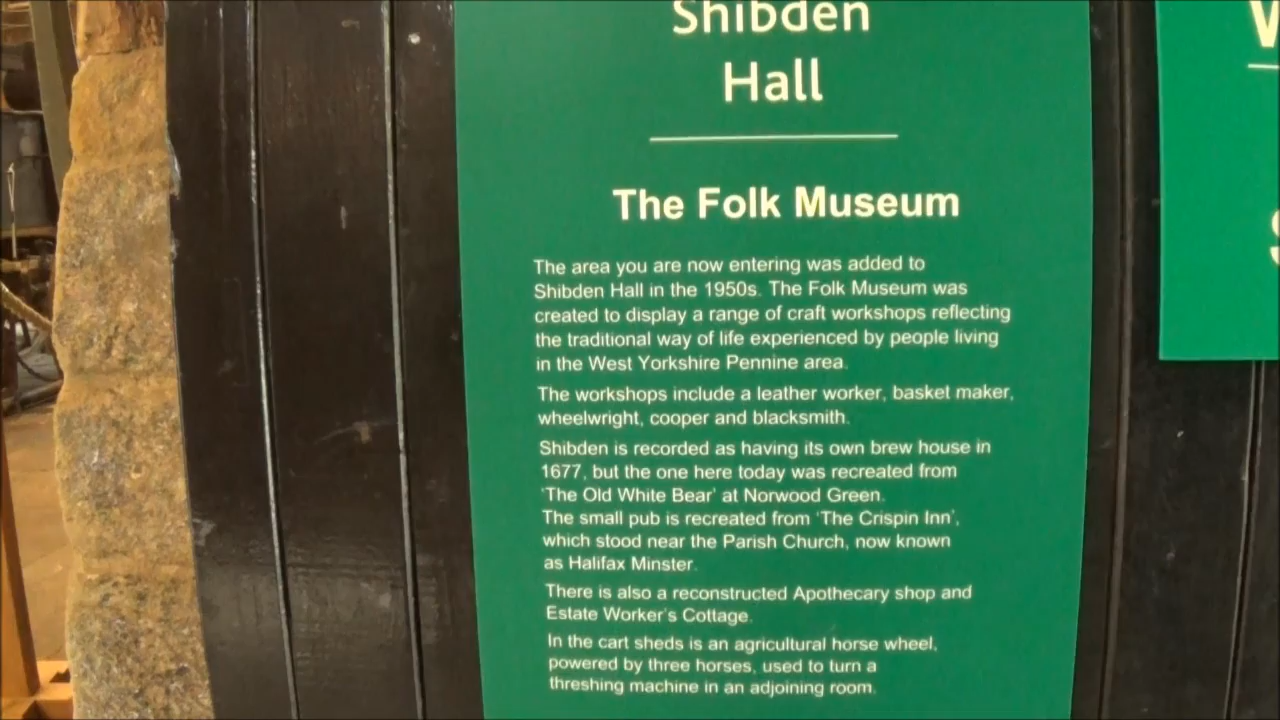 Shibden
Hall
The Folk Museum
The area you are now entering was added to
Shibden Hall in the 1950s. The Folk Museum was
created to display a range of craft workshops reflecting
the traditional way of life experienced by people living
in the West Yorkshire Pennine area.
The workshops include a leather worker, basket maker,
wheelwright, cooper and blacksmith.
Shibden is recorded as having its own brew house in
1677, but the one here today was recreated from
'The Old White Bear' at Norwood Green.
The small pub is recreated from 'The Crispin Inn',
which stood near the Parish Church, now known
as Halifax Minster.
There is also a reconstructed Apothecary shop and
Estate Worker's Cottage.
In the cart sheds is an agricultural horse wheel,
powered by three horses, used to turn a
threshing machine in an adjoining room.